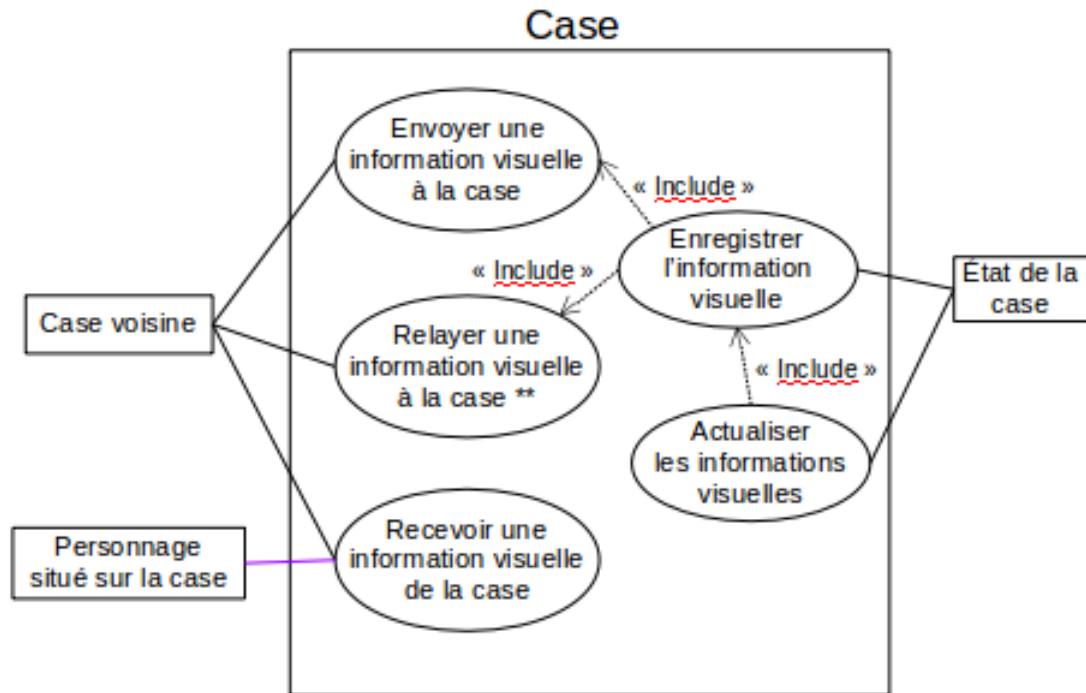 Case
Envoyer une
information visuelle
à la case
« Include »
Enregistrer
l'information
visuelle
« Include »
État de la
case
Case voisine
Relayer une
information visuelle
à la case **
« Include »
Actualiser
les informations
visuelles
Personnage
situé sur la case
Recevoir une
information visuelle
de la case